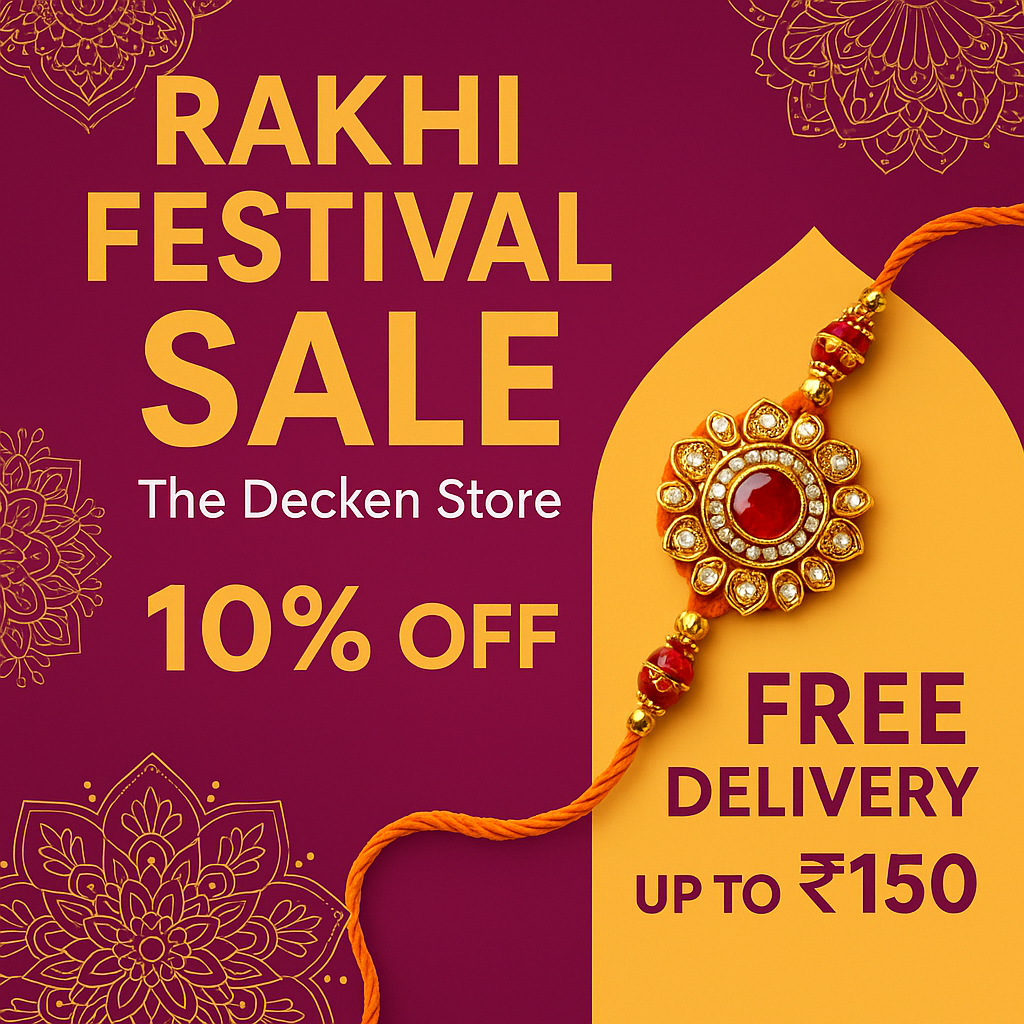 RAKHI
FESTIVAL
SALE
The Decken Store
10% OFF
FREE
DELIVERY
UP TO ₹150